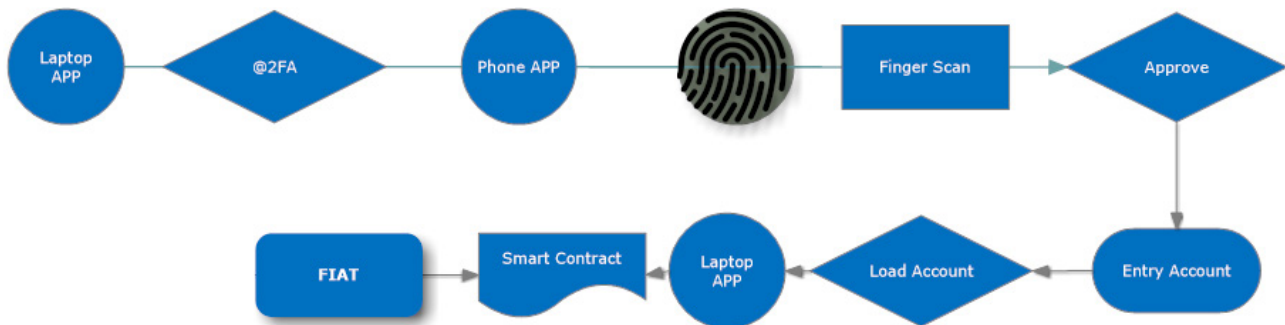 Laptop
APP
@2FA
Phone APP
Finger Scan
Approve
FIAT
Smart Contract
Laptop
APP
Load Account
Entry Account